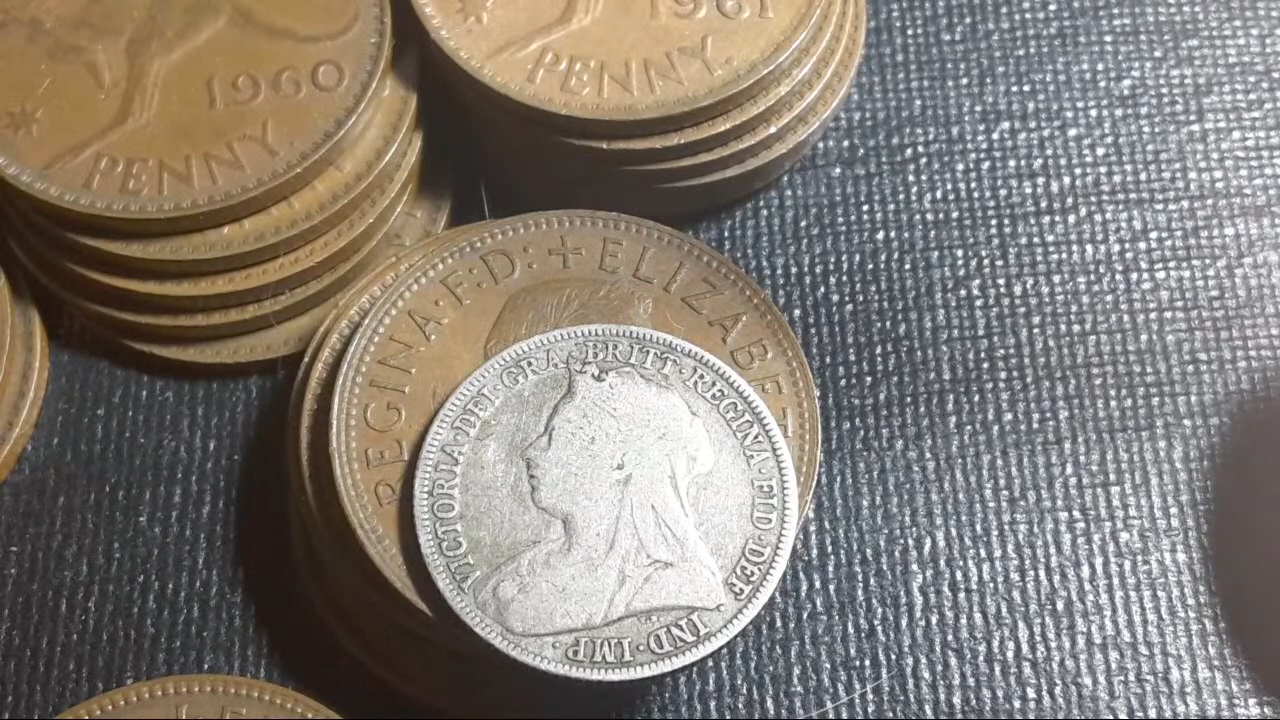 1960
PENNY.
1961
PENNY.
REGINA·F:D:+ELIZABET
VICTORIA·DEI·GRA·BRITT·REGINA·FID·DEF·IND·IMP·